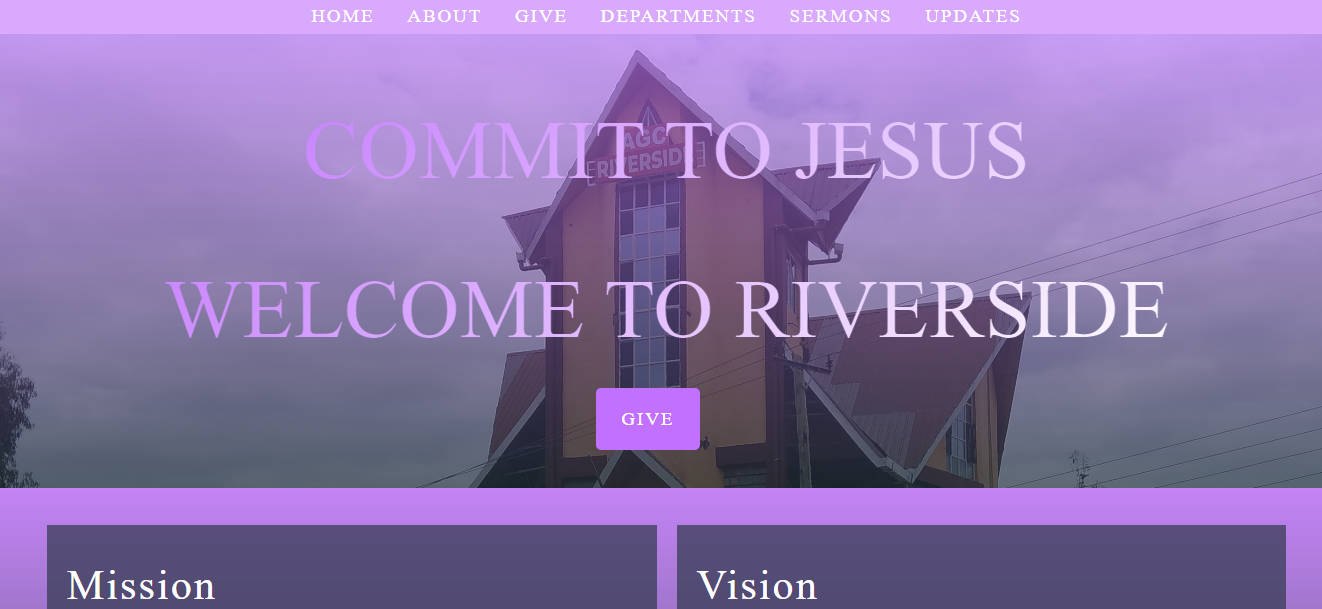 HOME ABOUT GIVE DEPARTMENTS SERMONS UPDATES
AGC
RIVERSIDE
COMMIT TO JESUS
WELCOME TO RIVERSIDE
GIVE
Mission
Vision